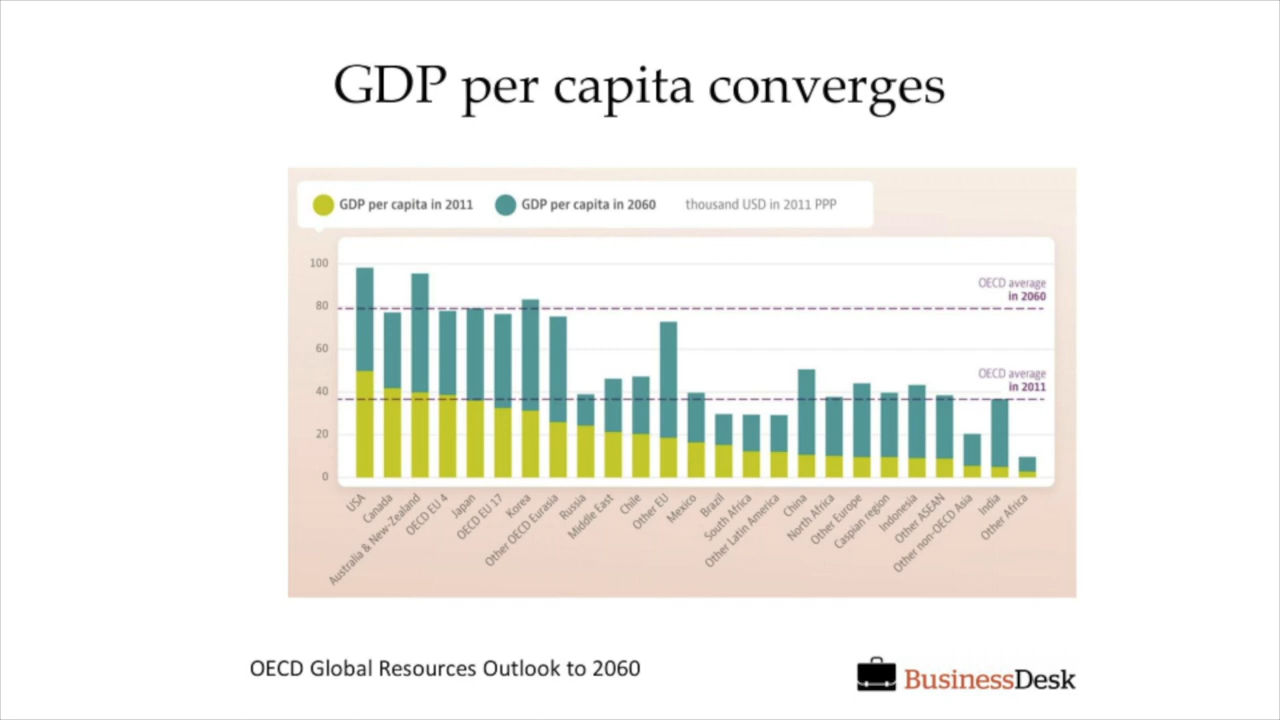 GDP per capita converges
GDP per capita in 2011 GDP per capita in 2060 thousand USD in 2011 PPP
100
80
60
40
20
0
OECD average
in 2060
OECD average
in 2011
USA
Canada
Australia & New-Zealand
OECD EU 4
Japan
OECD EU 17
Korea
Other OECD Eurasia
Russia
Middle East
Chile
Other EU
Mexico
Brazil
South Africa
Other Latin America
China
North Africa
Other Europe
Caspian region
Indonesia
Other ASEAN
Other non-OECD Asia
India
Other Africa
OECD Global Resources Outlook to 2060
BusinessDesk